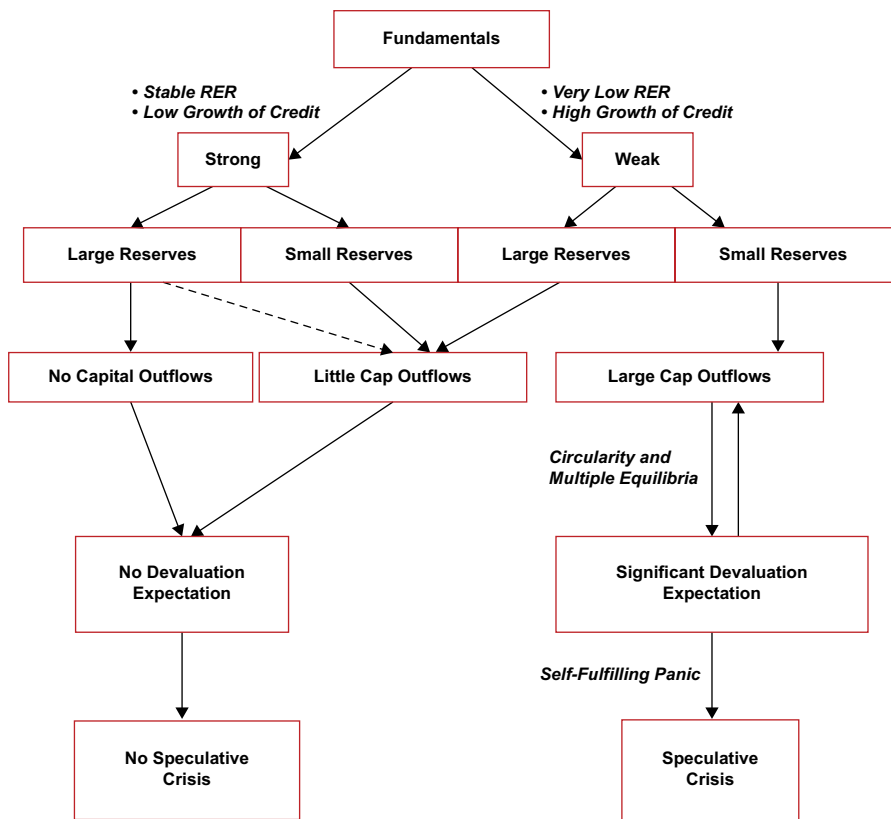 Fundamentals
• Stable RER
• Low Growth of Credit
• Very Low RER
• High Growth of Credit
Strong
Weak
Large Reserves
Small Reserves
Large Reserves
Small Reserves
No Capital Outflows
Little Cap Outflows
Large Cap Outflows
Circularity and
Multiple Equilibria
No Devaluation
Expectation
Significant Devaluation
Expectation
Self-Fulfilling Panic
No Speculative
Crisis
Speculative
Crisis